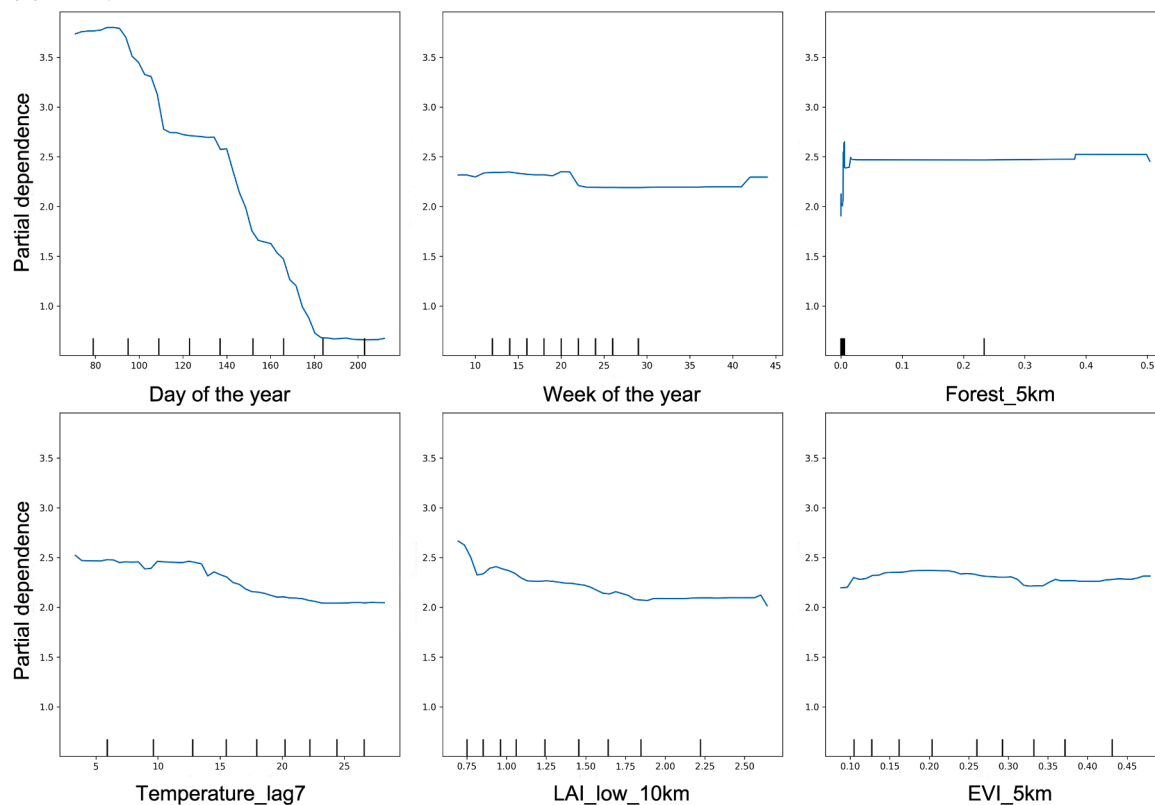 Partial dependence
3.5
3.0
2.5
2.0
1.5
1.0
80 100 120 140 160 180 200
Day of the year
3.5
3.0
2.5
2.0
1.5
1.0
10 15 20 25 30 35 40 45
Week of the year
3.5
3.0
2.5
2.0
1.5
1.0
0.0 0.1 0.2 0.3 0.4 0.5
Forest_5km
Partial dependence
3.5
3.0
2.5
2.0
1.5
1.0
5 10 15 20 25
Temperature_lag7
3.5
3.0
2.5
2.0
1.5
1.0
0.75 1.00 1.25 1.50 1.75 2.00 2.25 2.50
LAI_low_10km
3.5
3.0
2.5
2.0
1.5
1.0
0.10 0.15 0.20 0.25 0.30 0.35 0.40 0.45
EVI_5km